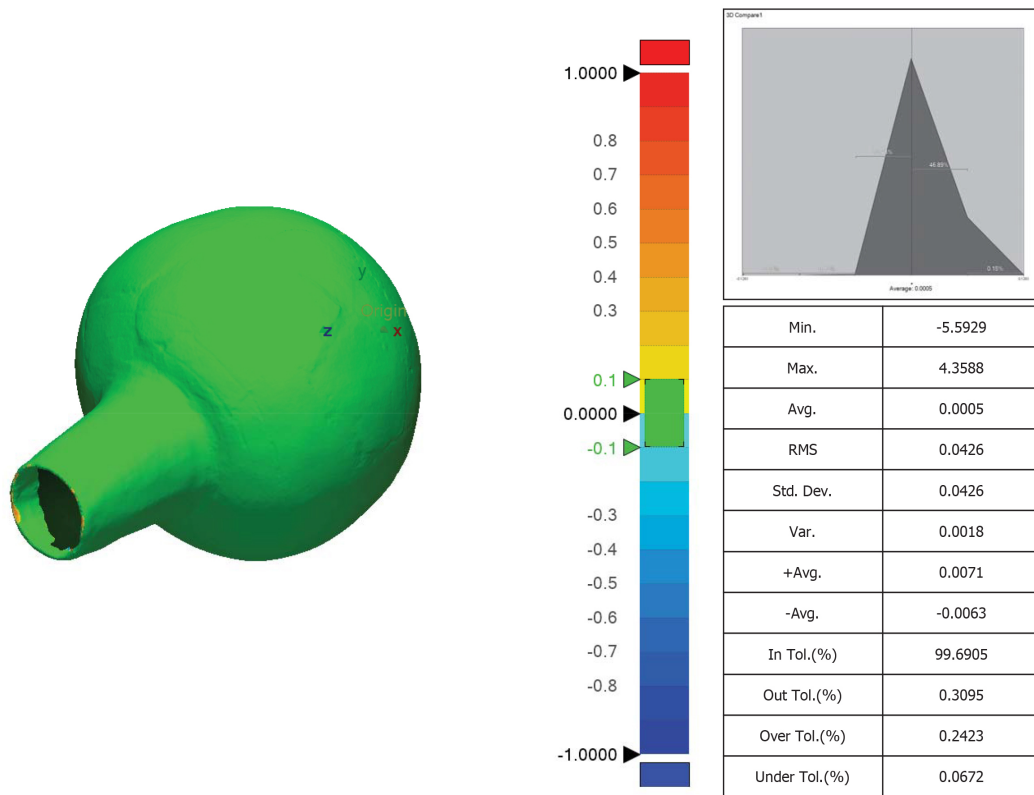 y
Origin
z
x
1.0000
0.8
0.7
0.6
0.5
0.4
0.3
0.1
0.0000
-0.1
-0.3
-0.4
-0.5
-0.6
-0.7
-0.8
-1.0000
3D Compare1
46.89%
0.15%
Average: 0.0005
Min. -5.5929
Max. 4.3588
Avg. 0.0005
RMS 0.0426
Std. Dev. 0.0426
Var. 0.0018
+Avg. 0.0071
-Avg. -0.0063
In Tol.(%) 99.6905
Out Tol.(%) 0.3095
Over Tol.(%) 0.2423
Under Tol.(%) 0.0672